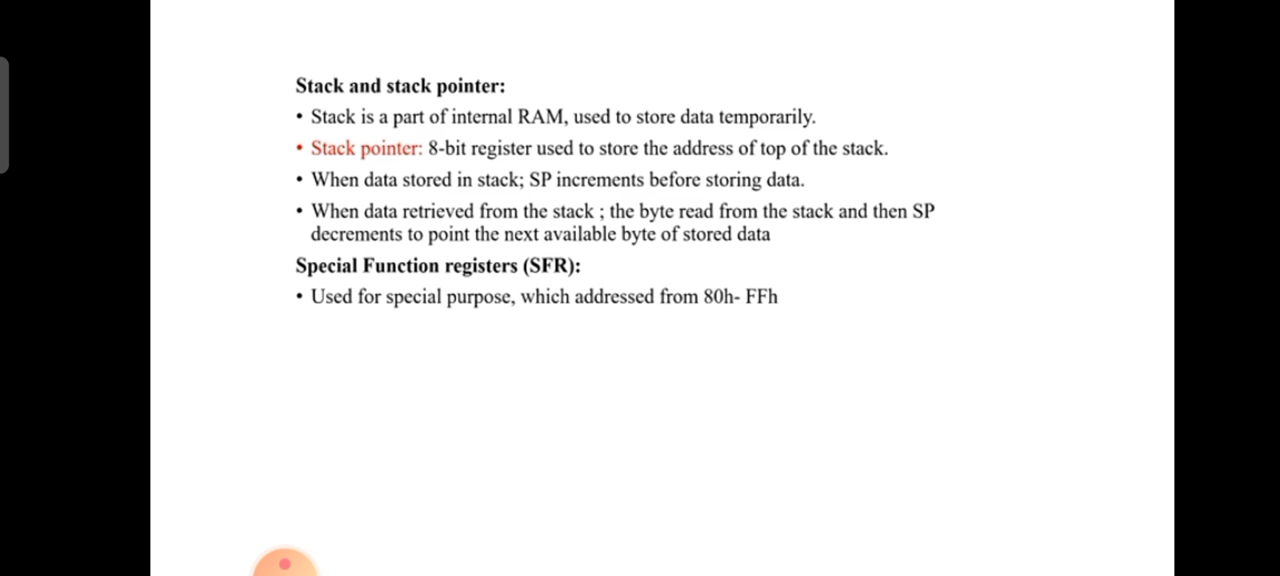 Stack and stack pointer:
• Stack is a part of internal RAM, used to store data temporarily.
• Stack pointer: 8-bit register used to store the address of top of the stack.
• When data stored in stack; SP increments before storing data.
• When data retrieved from the stack ; the byte read from the stack and then SP
decrements to point the next available byte of stored data
Special Function registers (SFR):
• Used for special purpose, which addressed from 80h- FFh